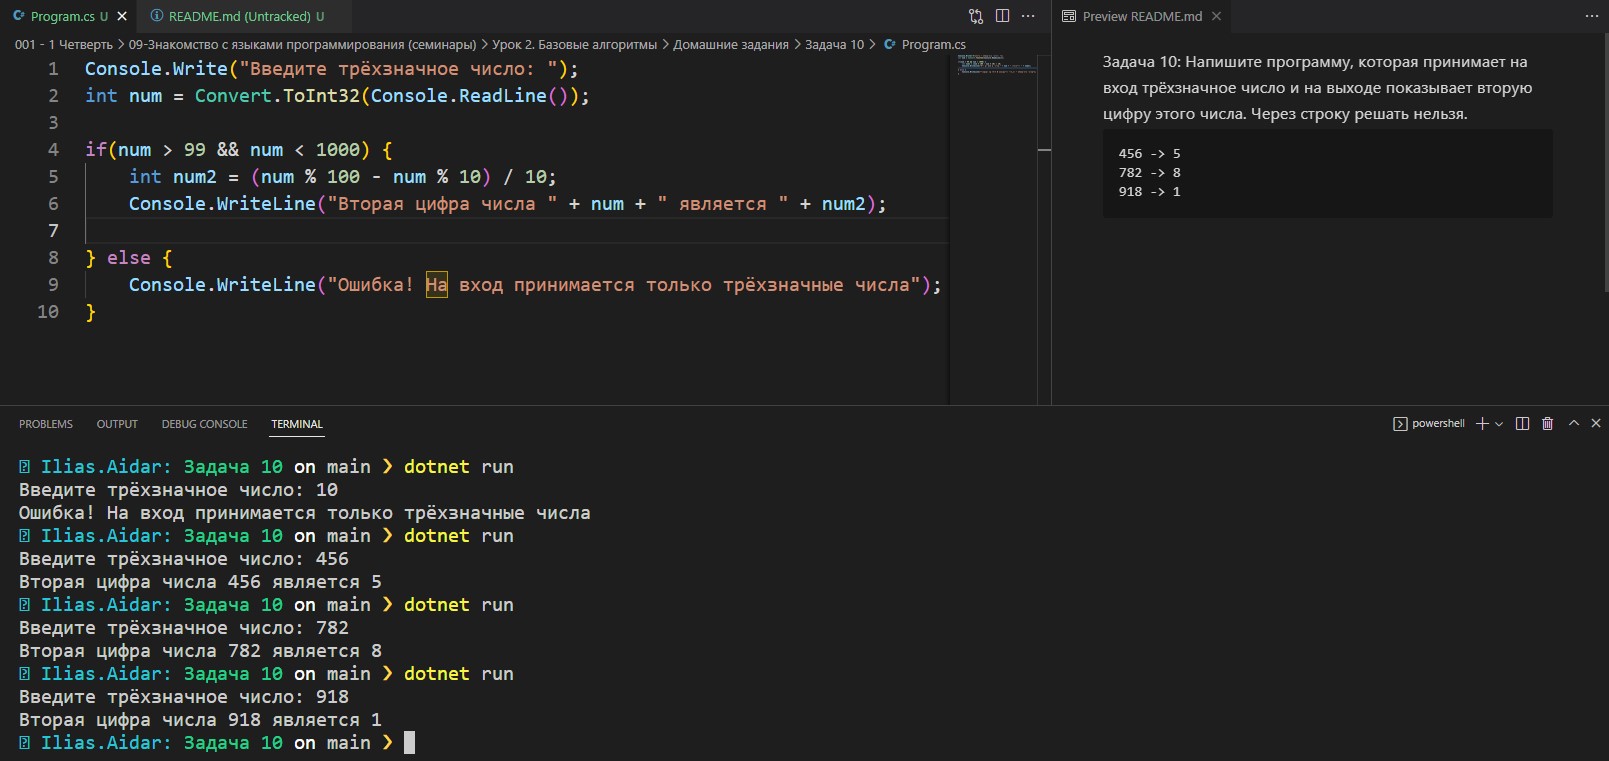 Program.cs U
README.md (Untracked) U
Preview README.md
001 - 1 Четверть > 09-Знакомство с языками программирования (семинары) > Урок 2. Базовые алгоритмы > Домашние задания > Задача 10 > Program.cs
1 Console.Write("Введите трёхзначное число: ");
2 int num = Convert.ToInt32(Console.ReadLine());
3
4 if(num > 99 && num < 1000) {
5     int num2 = (num % 100 - num % 10) / 10;
6     Console.WriteLine("Вторая цифра числа " + num + " является " + num2);
7
8 } else {
9     Console.WriteLine("Ошибка! На вход принимается только трёхзначные числа");
10 }
Задача 10: Напишите программу, которая принимает на
вход трёхзначное число и на выходе показывает вторую
цифру этого числа. Через строку решать нельзя.
456 -> 5
782 -> 8
918 -> 1
PROBLEMS OUTPUT DEBUG CONSOLE TERMINAL
powershell
Ilias.Aidar: Задача 10 on main ❯ dotnet run
Введите трёхзначное число: 10
Ошибка! На вход принимается только трёхзначные числа
Ilias.Aidar: Задача 10 on main ❯ dotnet run
Введите трёхзначное число: 456
Вторая цифра числа 456 является 5
Ilias.Aidar: Задача 10 on main ❯ dotnet run
Введите трёхзначное число: 782
Вторая цифра числа 782 является 8
Ilias.Aidar: Задача 10 on main ❯ dotnet run
Введите трёхзначное число: 918
Вторая цифра числа 918 является 1
Ilias.Aidar: Задача 10 on main ❯